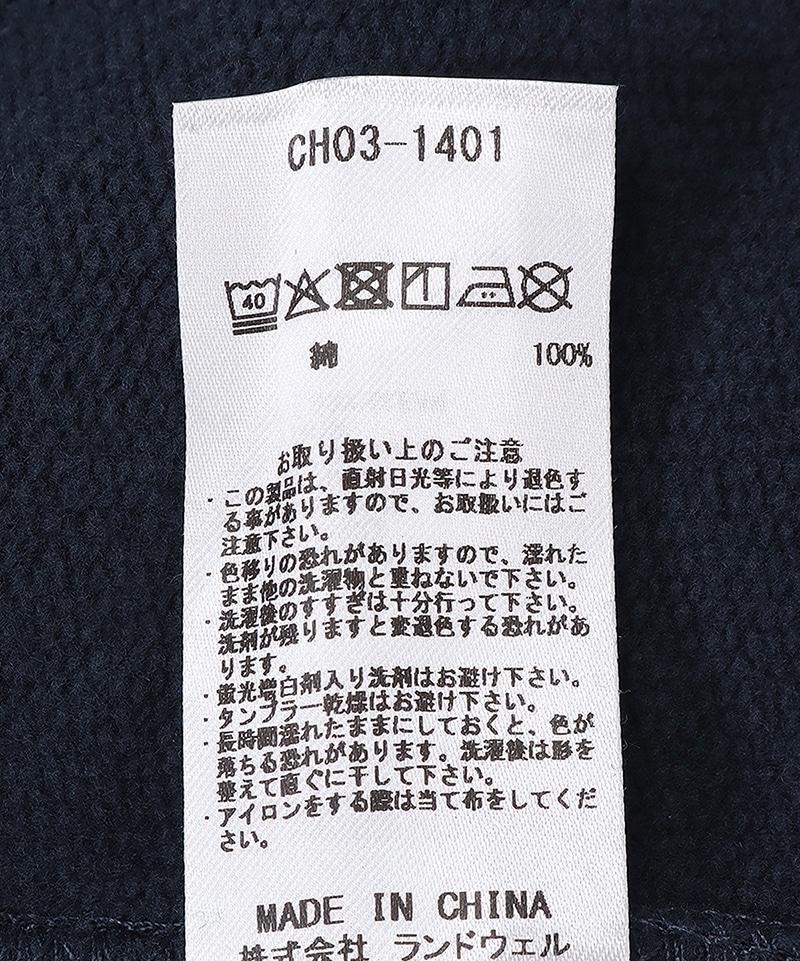 CH03-1401
40
綿 100%
お取り扱い上のご注意
・この製品は、直射日光等により退色す
る事がありますので、お取扱いにはご
注意下さい。
・色移りの恐れがありますので、濡れた
まま他の洗濯物と重ねないで下さい。
・洗濯後のすすぎは十分行って下さい。
洗剤が残りますと変退色する恐れがあ
ります。
・蛍光増白剤入り洗剤はお避け下さい。
・タンブラー乾燥はお避け下さい。
・長時間濡れたままにしておくと、色が
落ちる恐れがあります。洗濯後は形を
整えて直ぐに干して下さい。
・アイロンをする際は当て布をしてくだ
さい。
MADE IN CHINA
株式会社 ランドウェル